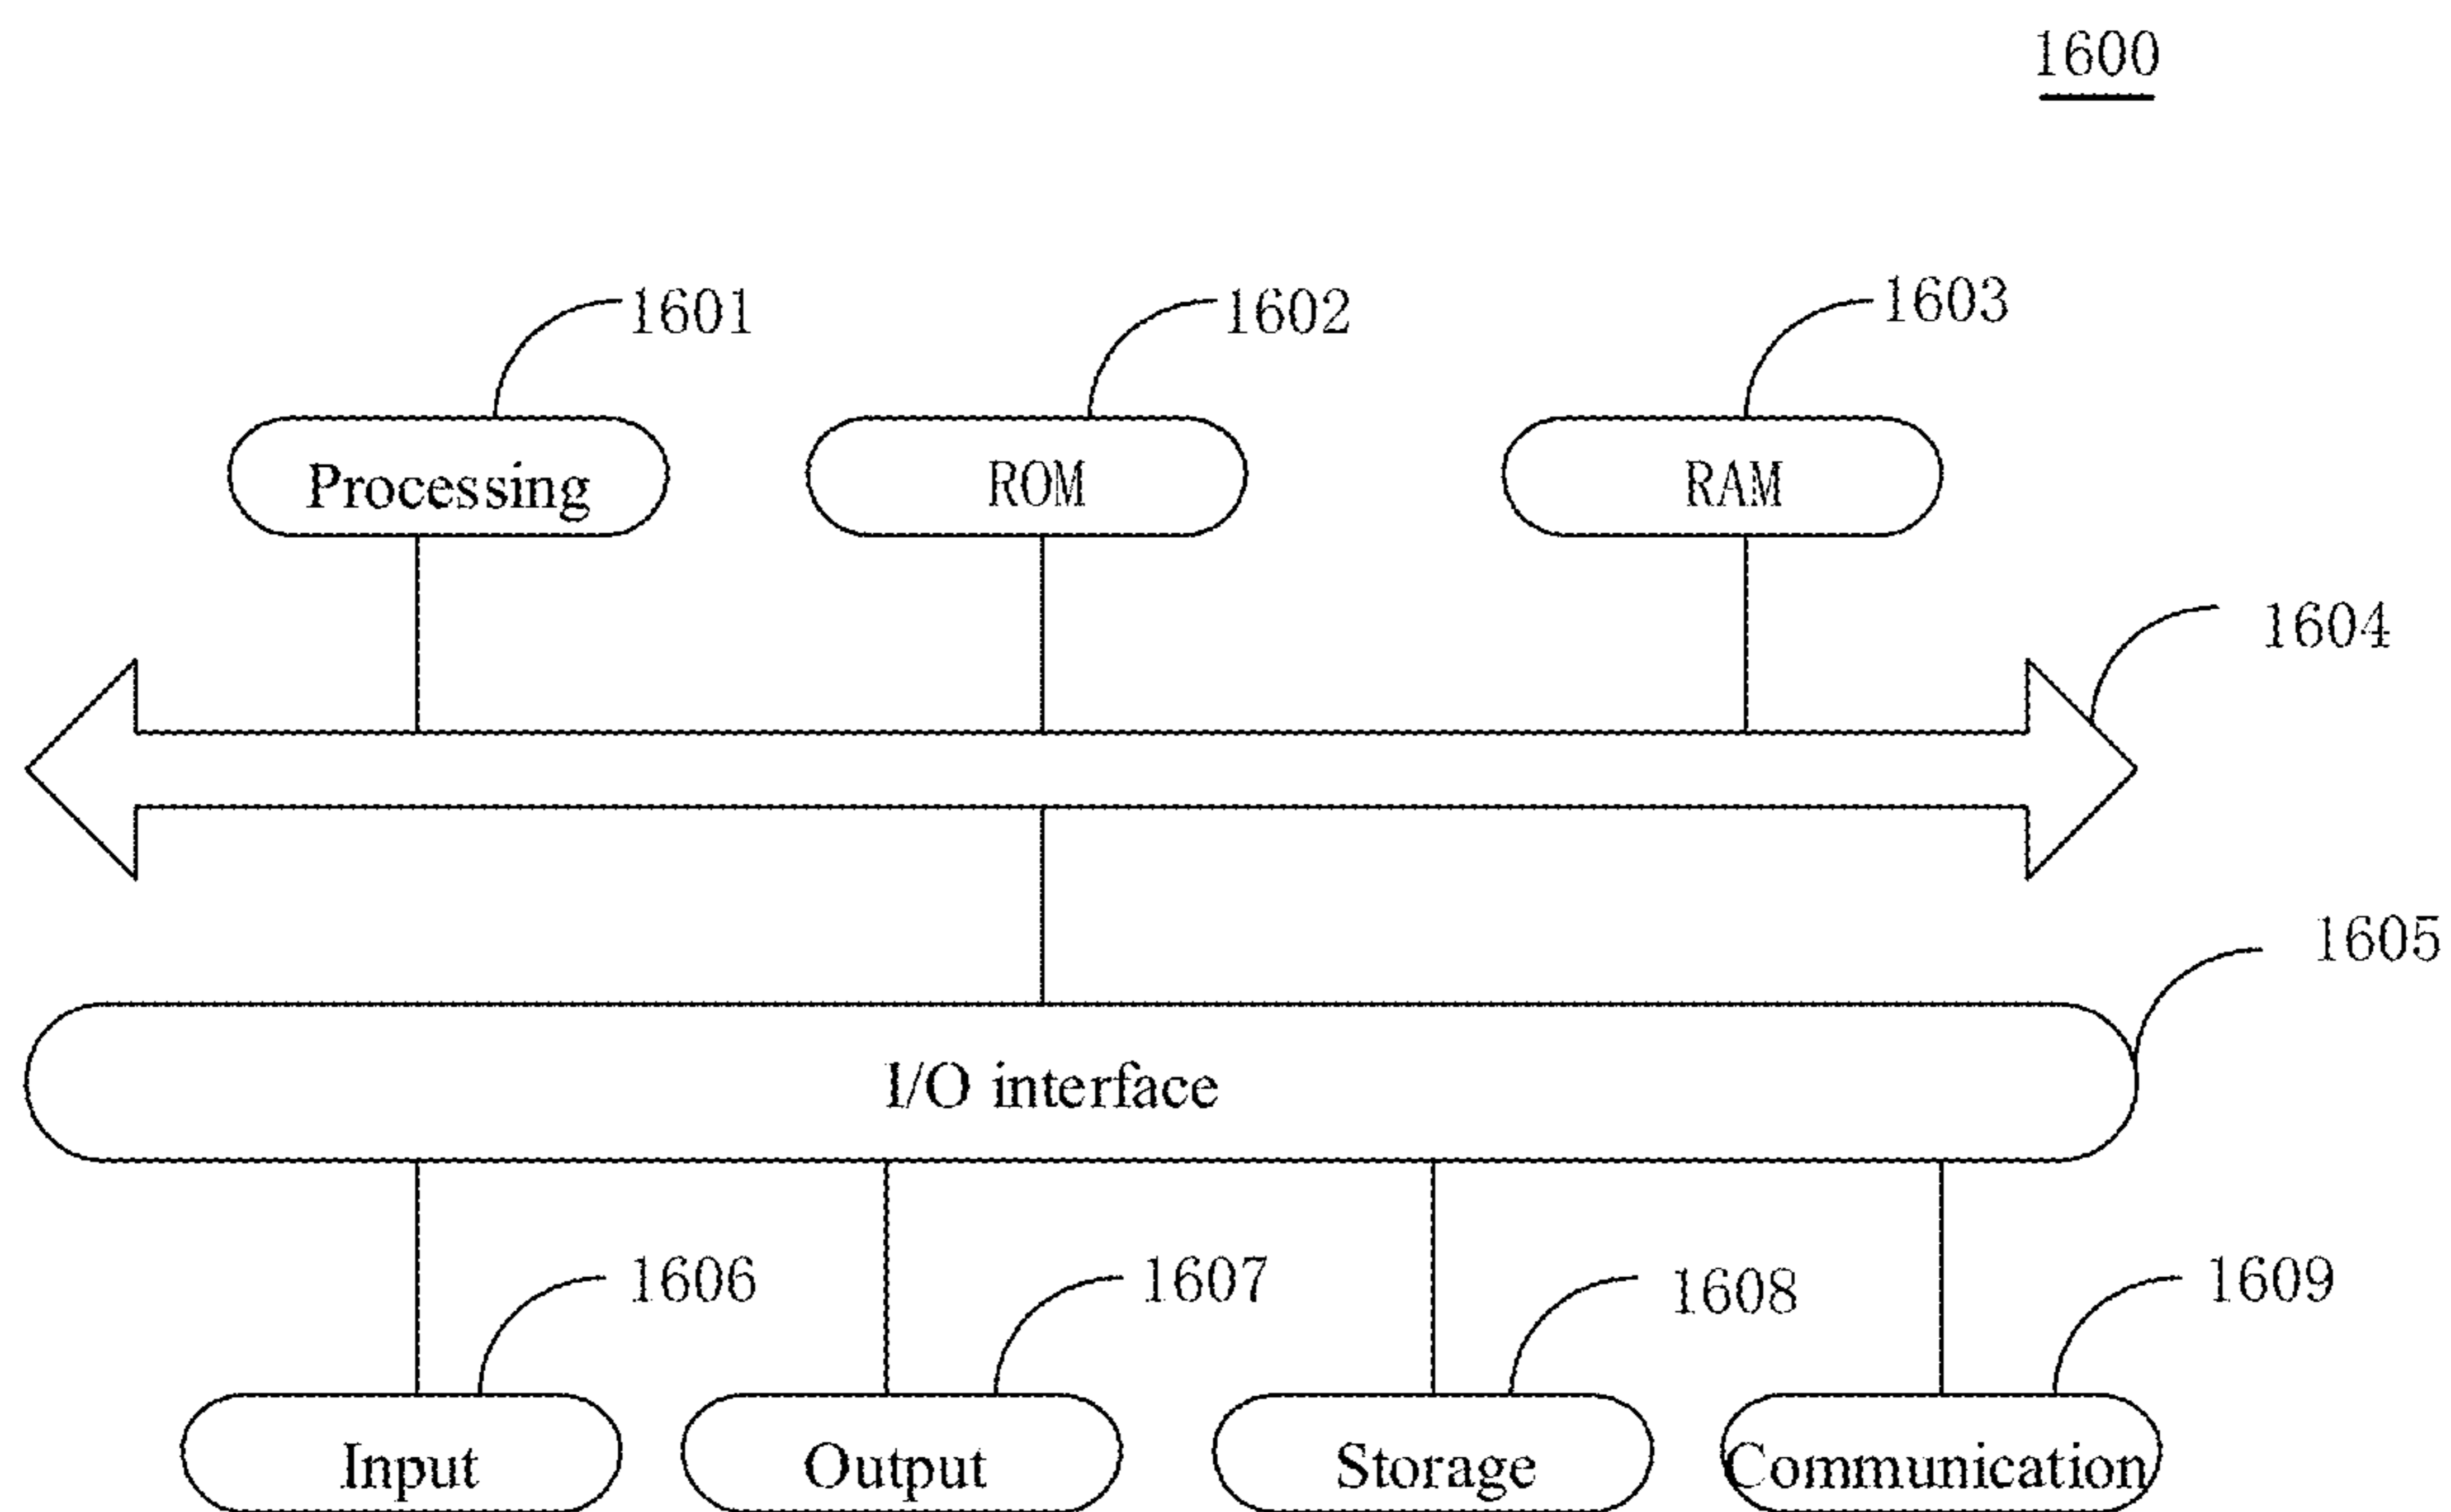 1600
1601
1602
1603
Processing
ROM
RAM
1604
1605
I/O interface
1606
1607
1608
1609
Input
Output
Storage
Communication